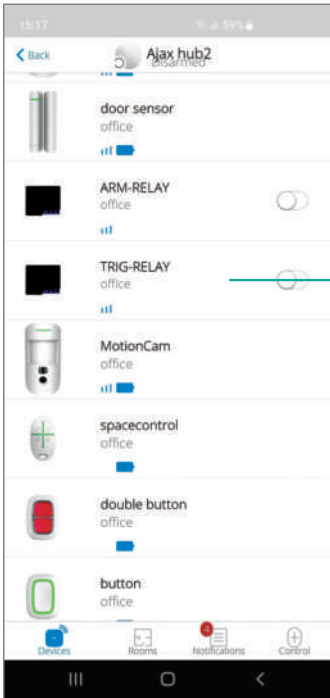 15:17
59%
Back
Ajax hub2
Disarmed
door sensor
office
ARM-RELAY
office
TRIG-RELAY
office
MotionCam
office
spacecontrol
office
double button
office
button
office
4
Devices
Rooms
Notifications
Control